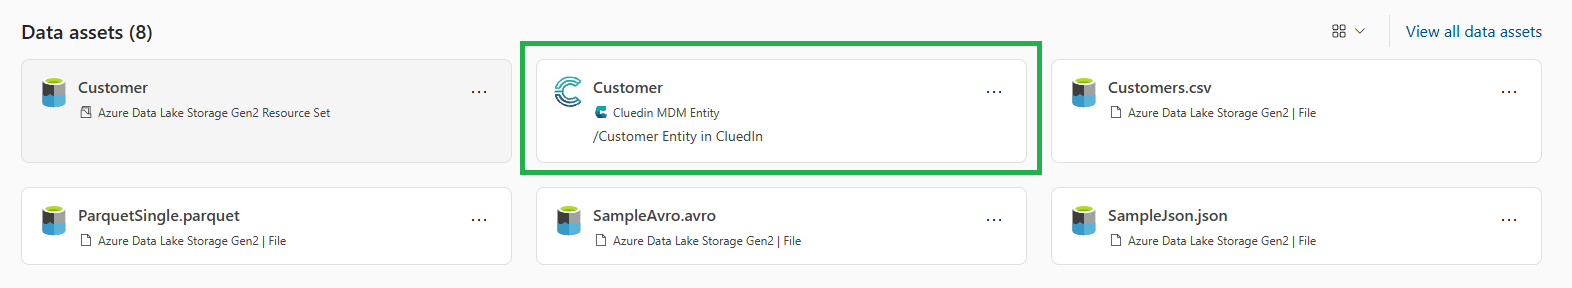 Data assets (8)
View all data assets
Customer
Azure Data Lake Storage Gen2 Resource Set
Customer
Cluedin MDM Entity
/Customer Entity in CluedIn
Customers.csv
Azure Data Lake Storage Gen2 | File
ParquetSingle.parquet
Azure Data Lake Storage Gen2 | File
SampleAvro.avro
Azure Data Lake Storage Gen2 | File
SampleJson.json
Azure Data Lake Storage Gen2 | File